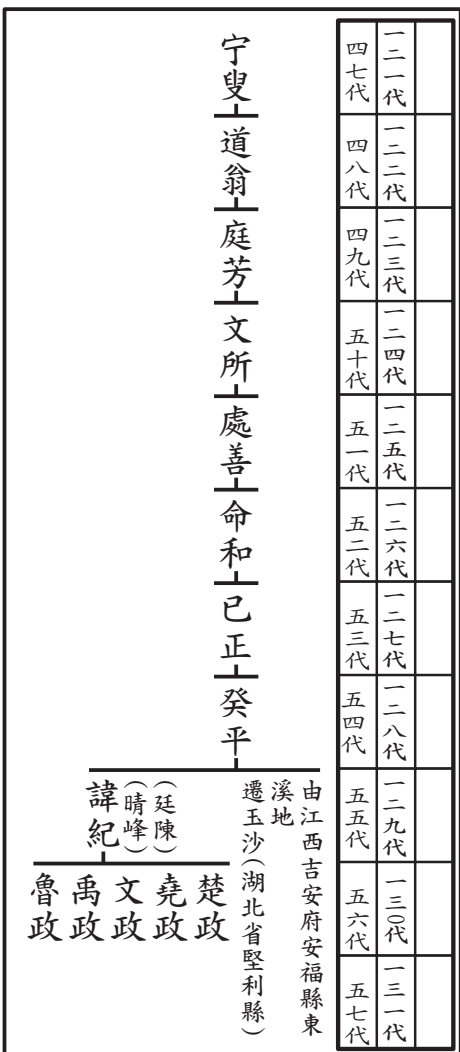 一二一代
一二二代
一二三代
一二四代
一二五代
一二六代
一二七代
一二八代
一二九代
一三〇代
一三一代
四七代
四八代
四九代
五十代
五一代
五二代
五三代
五四代
五五代
五六代
五七代
宁叟
道翁
庭芳
文所
處善
命和
已正
癸平
由江西吉安府安福縣東
溪地
遷玉沙(湖北省堅利縣)
(廷陳)
(晴峰)
諱紀
楚政
堯政
文政
禹政
魯政